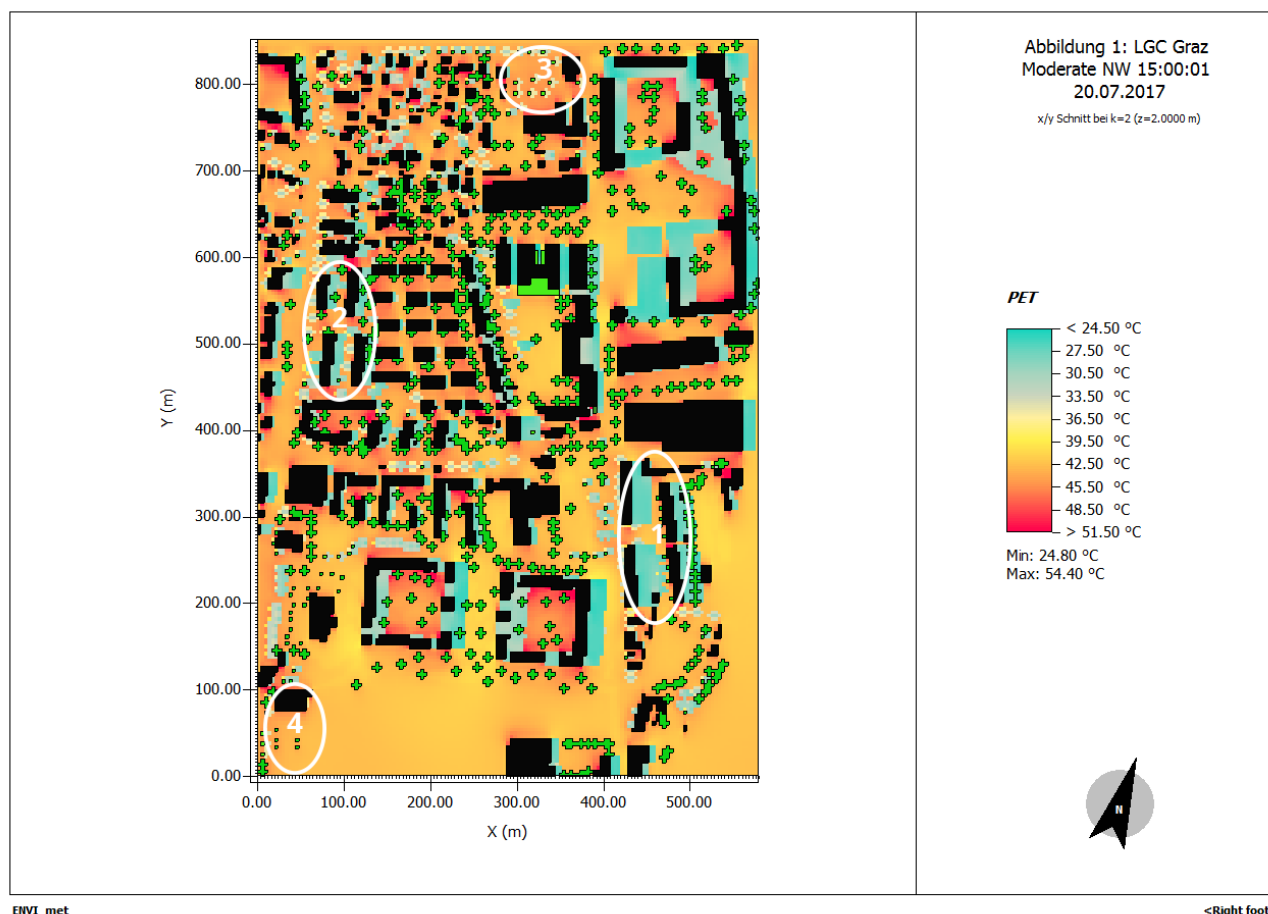 Abbildung 1: LGC Graz
Moderate NW 15:00:01
20.07.2017
x/y Schnitt bei k=2 (z=2.0000 m)
800.00
700.00
600.00
500.00
400.00
300.00
200.00
100.00
0.00
Y (m)
0.00 100.00 200.00 300.00 400.00 500.00
X (m)
3
2
1
4
PET
< 24.50 °C
27.50 °C
30.50 °C
33.50 °C
36.50 °C
39.50 °C
42.50 °C
45.50 °C
48.50 °C
> 51.50 °C
Min: 24.80 °C
Max: 54.40 °C
N
ENVI_met
<Right foot